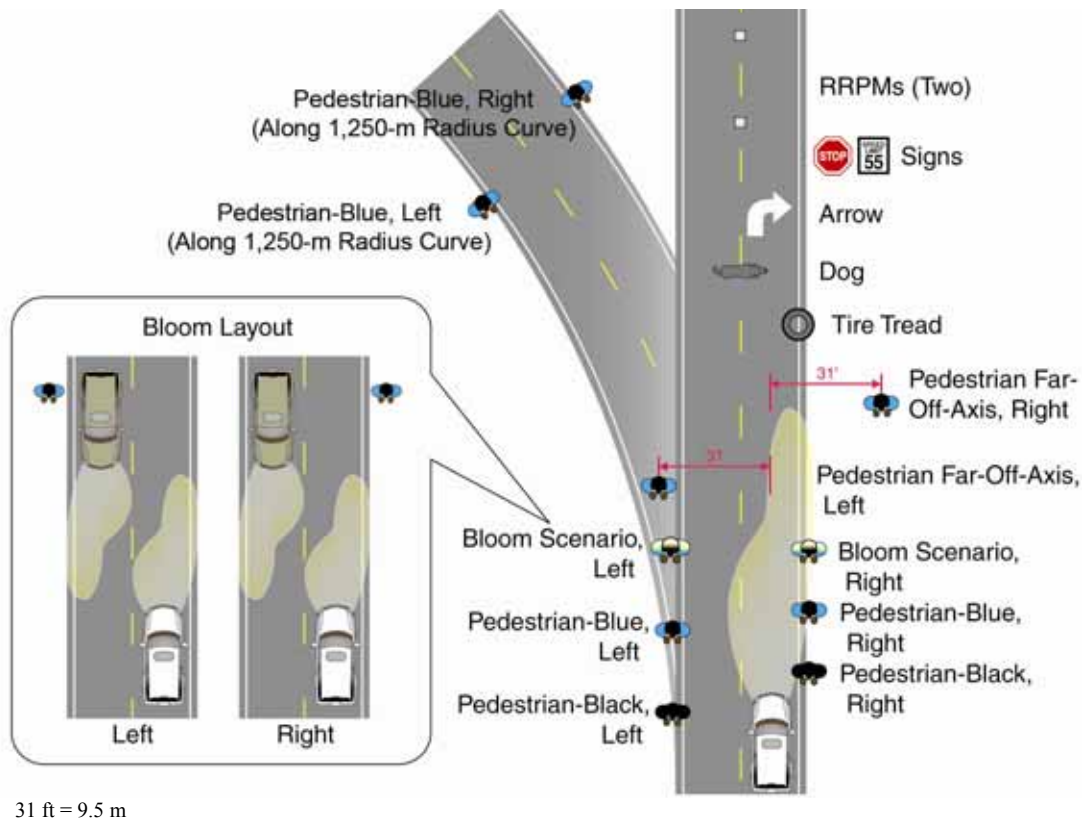 Pedestrian-Blue, Right
(Along 1,250-m Radius Curve)
Pedestrian-Blue, Left
(Along 1,250-m Radius Curve)
RRPMs (Two)
STOP
SPEED
LIMIT
55
Signs
Arrow
Dog
Tire Tread
31'
Pedestrian Far-
Off-Axis, Right
31'
Pedestrian Far-Off-Axis,
Left
Bloom Scenario,
Left
Bloom Scenario,
Right
Pedestrian-Blue,
Left
Pedestrian-Blue,
Right
Pedestrian-Black,
Left
Pedestrian-Black,
Right
Bloom Layout
Left
Right
31 ft = 9.5 m